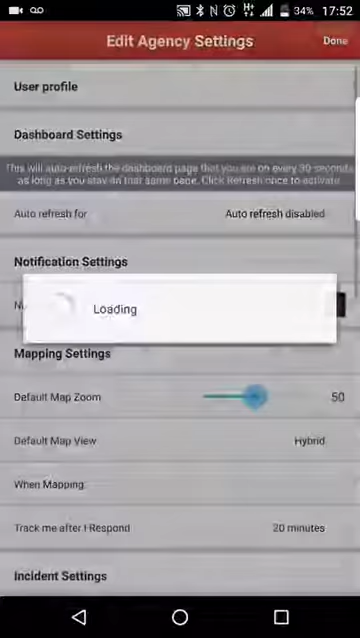 34% 17:52
Edit Agency Settings Done
User profile
Dashboard Settings
This will auto-refresh the dashboard page that you are on every 30 seconds
as long as you stay on that same page. Click Refresh once to activate.
Auto refresh for Auto refresh disabled
Notification Settings
Loading
Mapping Settings
Default Map Zoom 50
Default Map View Hybrid
When Mapping
Track me after I Respond 20 minutes
Incident Settings